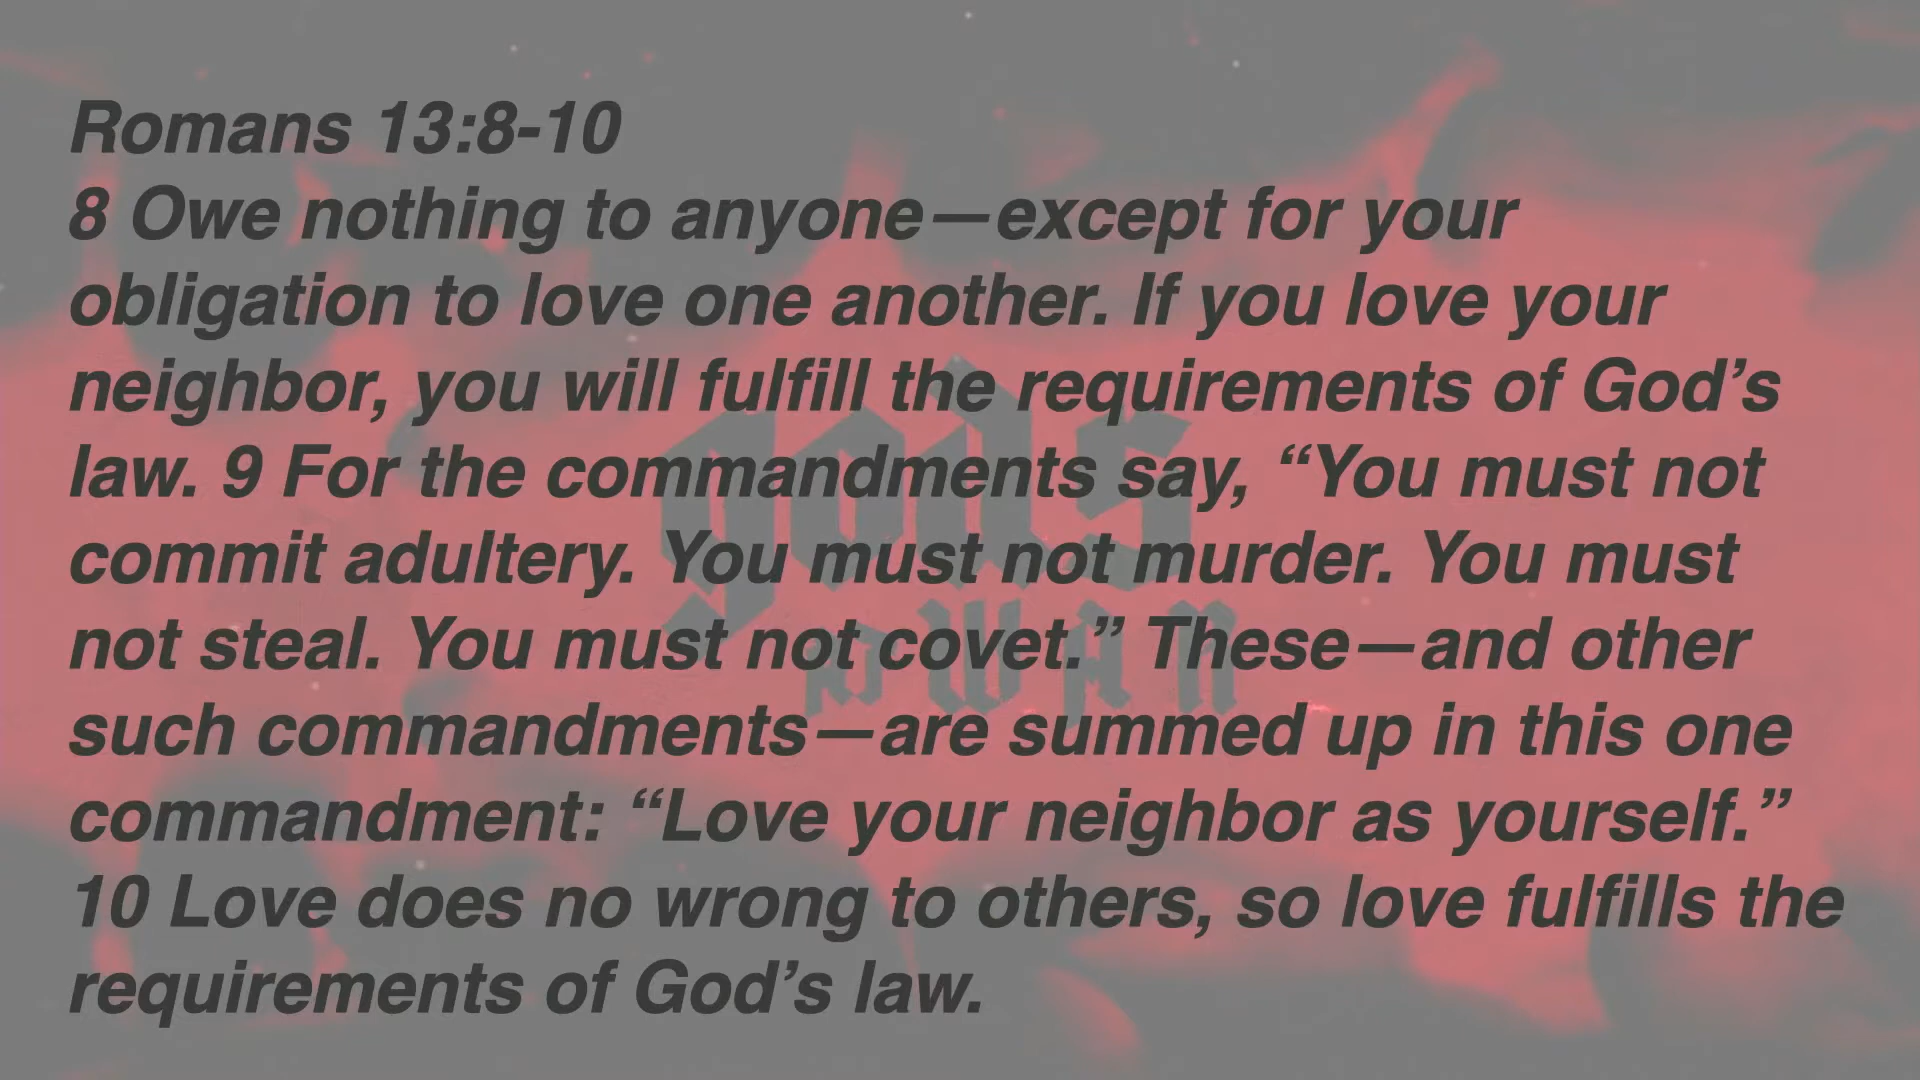 Romans 13:8-10
8 Owe nothing to anyone—except for your
obligation to love one another. If you love your
neighbor, you will fulfill the requirements of God’s
law. 9 For the commandments say, “You must not
commit adultery. You must not murder. You must
not steal. You must not covet.” These—and other
such commandments—are summed up in this one
commandment: “Love your neighbor as yourself.”
10 Love does no wrong to others, so love fulfills the
requirements of God’s law.
gods